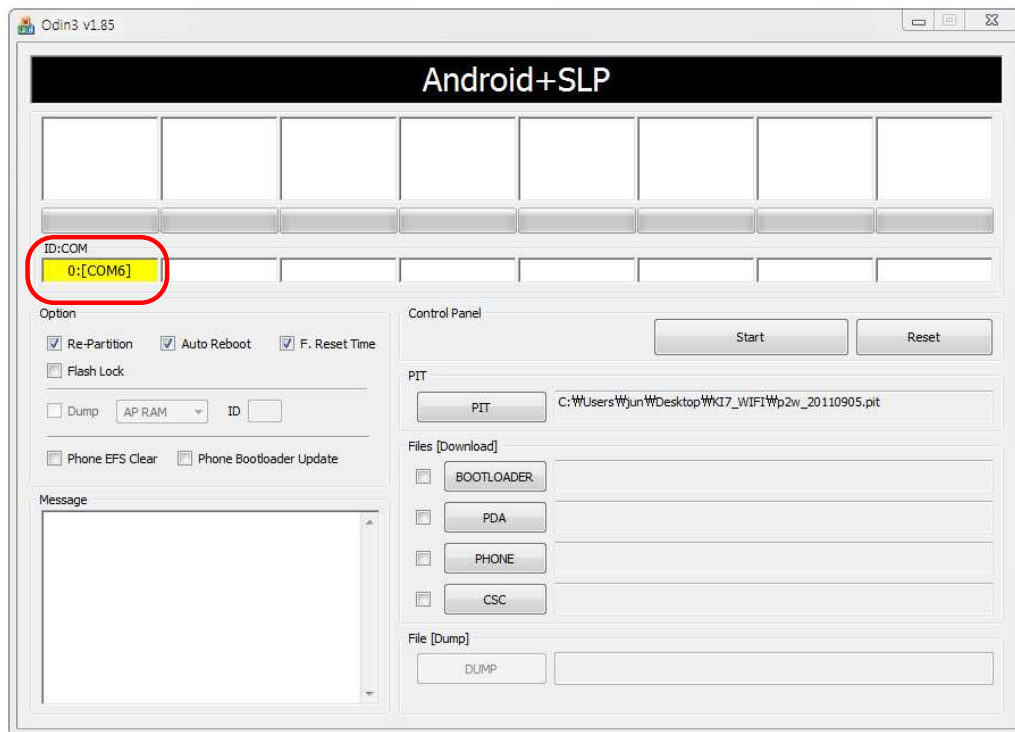 Odin3 v1.85
Android+SLP
ID:COM
0:[COM6]
Option
Re-Partition Auto Reboot F. Reset Time
Flash Lock
Dump AP RAM ID
Phone EFS Clear Phone Bootloader Update
Message
Control Panel
Start Reset
PIT
PIT C:₩Users₩jun₩Desktop₩KI7_WIFI₩p2w_20110905.pit
Files [Download]
BOOTLOADER
PDA
PHONE
CSC
File [Dump]
DUMP